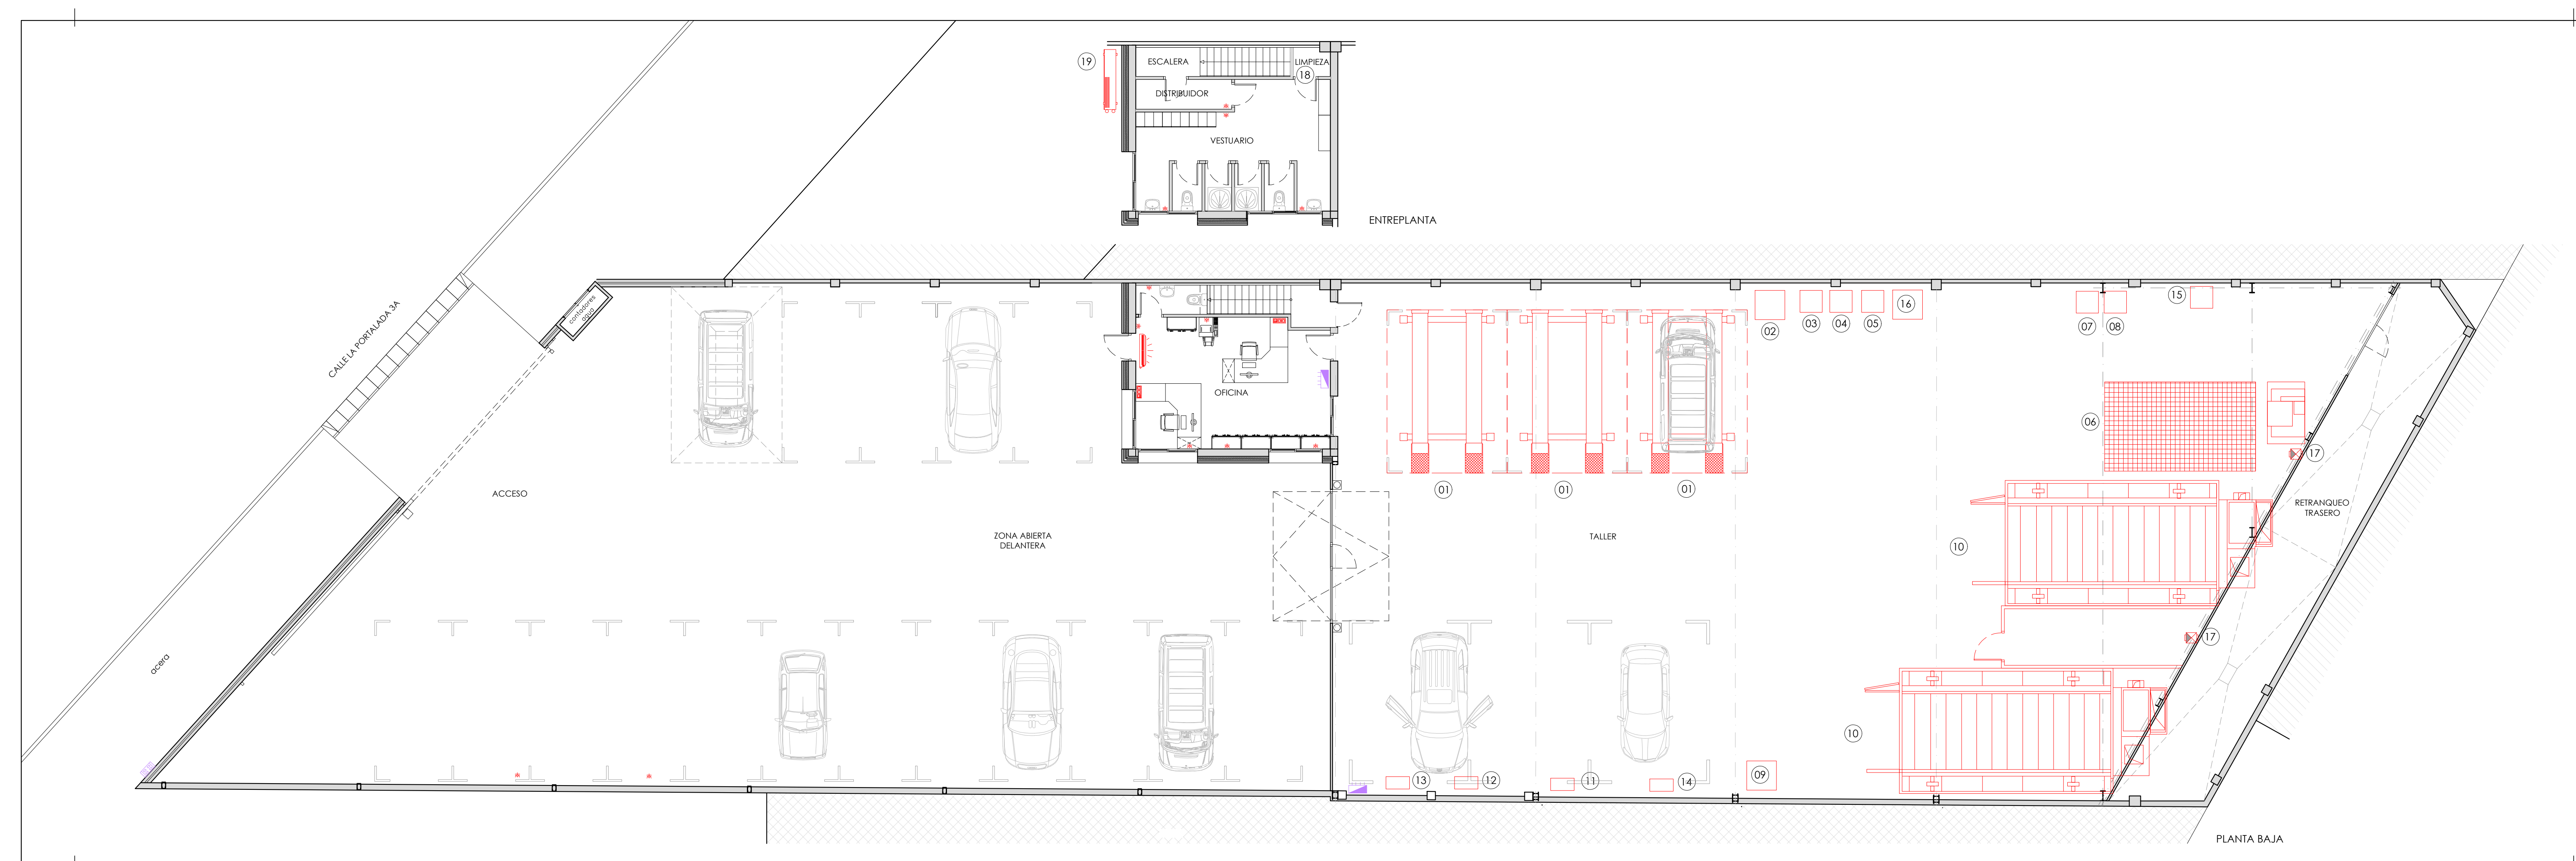 19
ESCALERA
LIMPIEZA
18
DISTRIBUIDOR
VESTUARIO
ENTREPLANTA
CALLE LA PORTALADA 3A
contadores
agua
02
03
04
05
16
07
08
15
OFICINA
06
17
01
01
01
ACCESO
RETRANQUEO
TRASERO
ZONA ABIERTA
DELANTERA
TALLER
10
17
acera
10
13
12
11
14
09
PLANTA BAJA